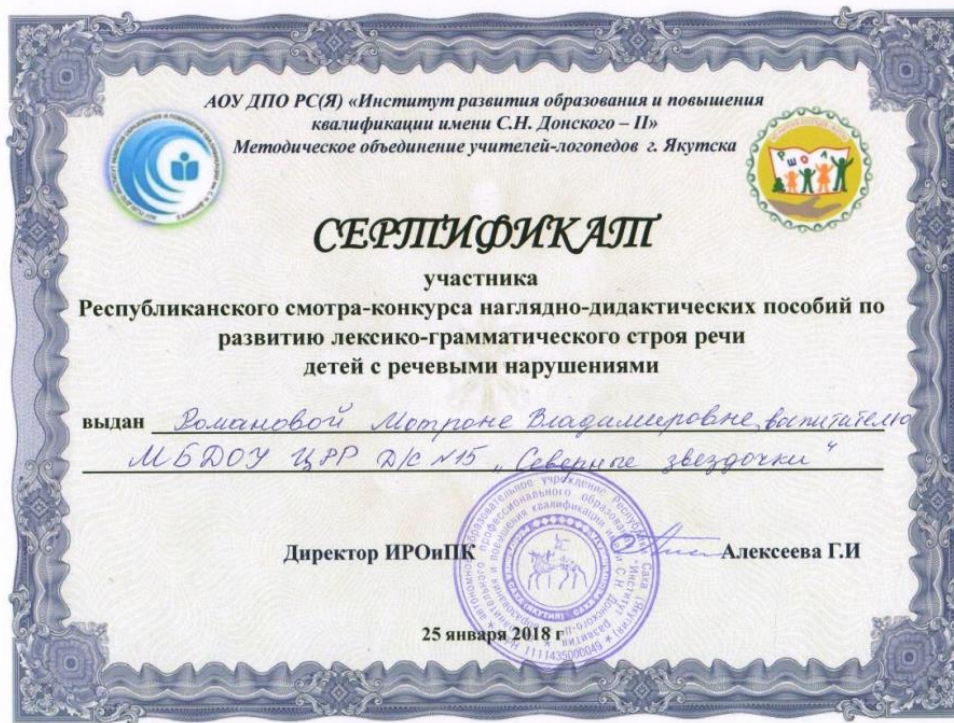 АОУ ДПО РС(Я) «Институт развития образования и повышения
квалификации имени С.Н. Донского – II»
Методическое объединение учителей-логопедов г. Якутска
РШОЛ
СЕРТИФИКАТ
участника
Республиканского смотра-конкурса наглядно-дидактических пособий по
развитию лексико-грамматического строя речи
детей с речевыми нарушениями
выдан Романовой Мотроне Владимировне, воспитателю
МБДОУ ЦРР Д/с №15 „Северные звездочки“
Директор ИРОиПК Алексеева Г.И
25 января 2018 г
1111435000049